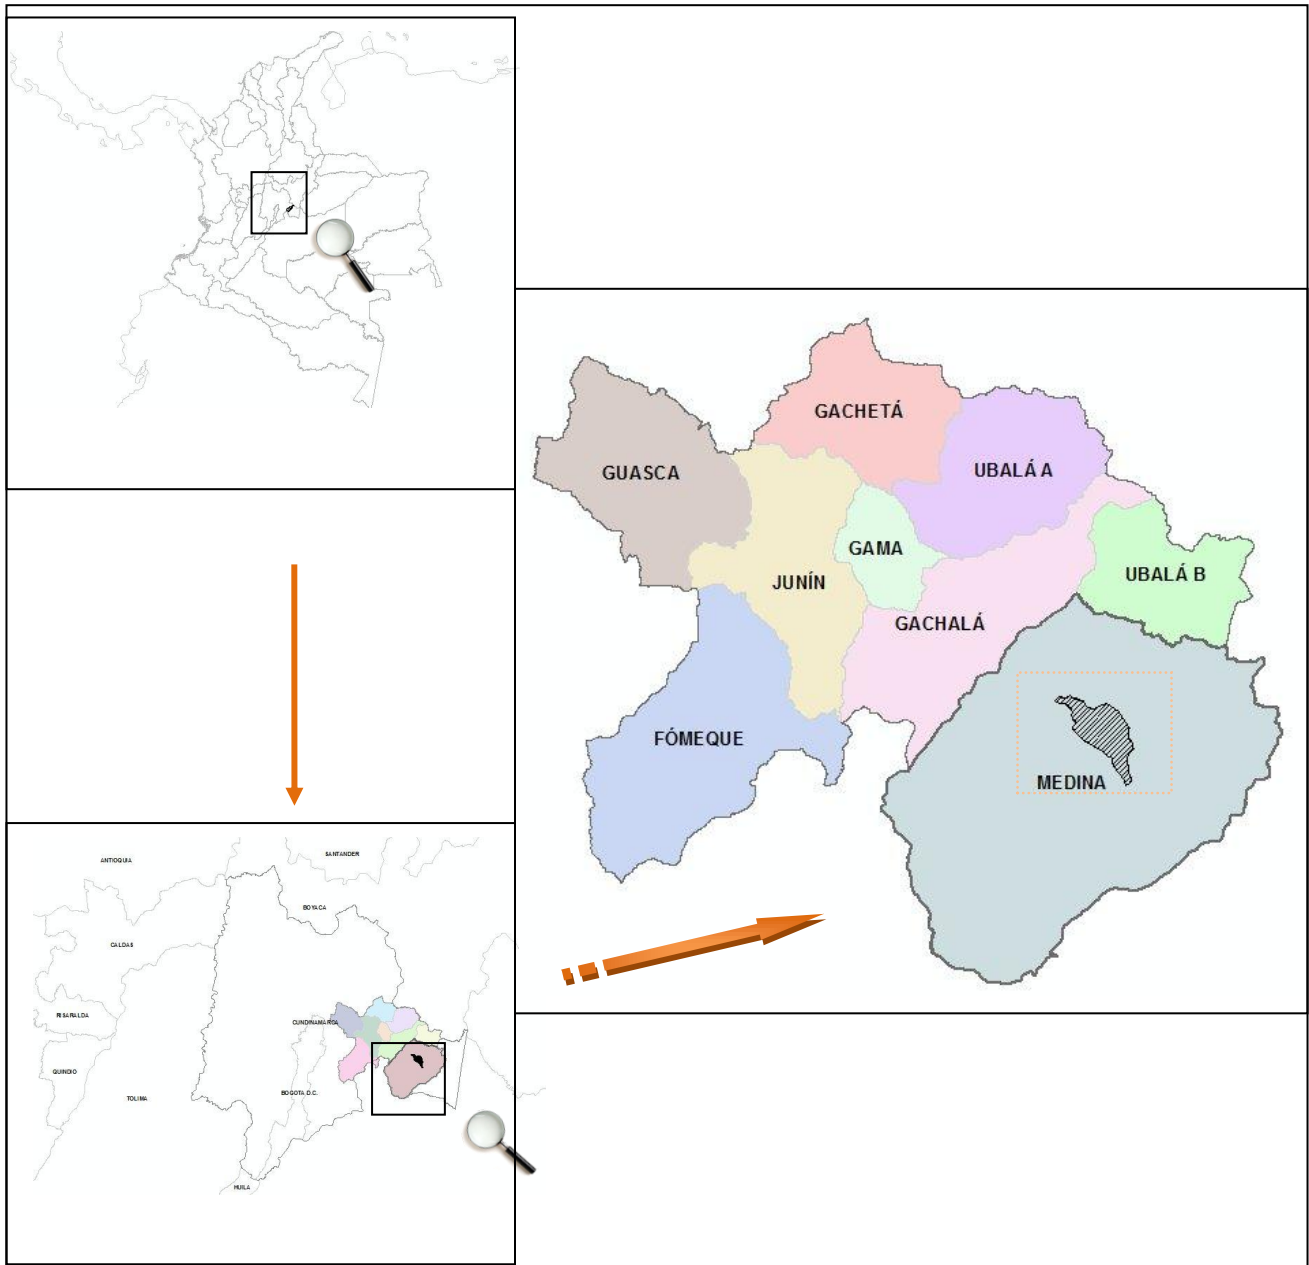 GACHETÁ
GUASCA
UBALÁ A
GAMA
JUNÍN
UBALÁ B
GACHALÁ
FÓMEQUE
MEDINA
ANTIOQUIA
SANTANDER
BOYACA
CALDAS
RISARALDA
CUNDINAMARCA
QUINDIO
TOLIMA
BOGOTA D.C.
HUILA